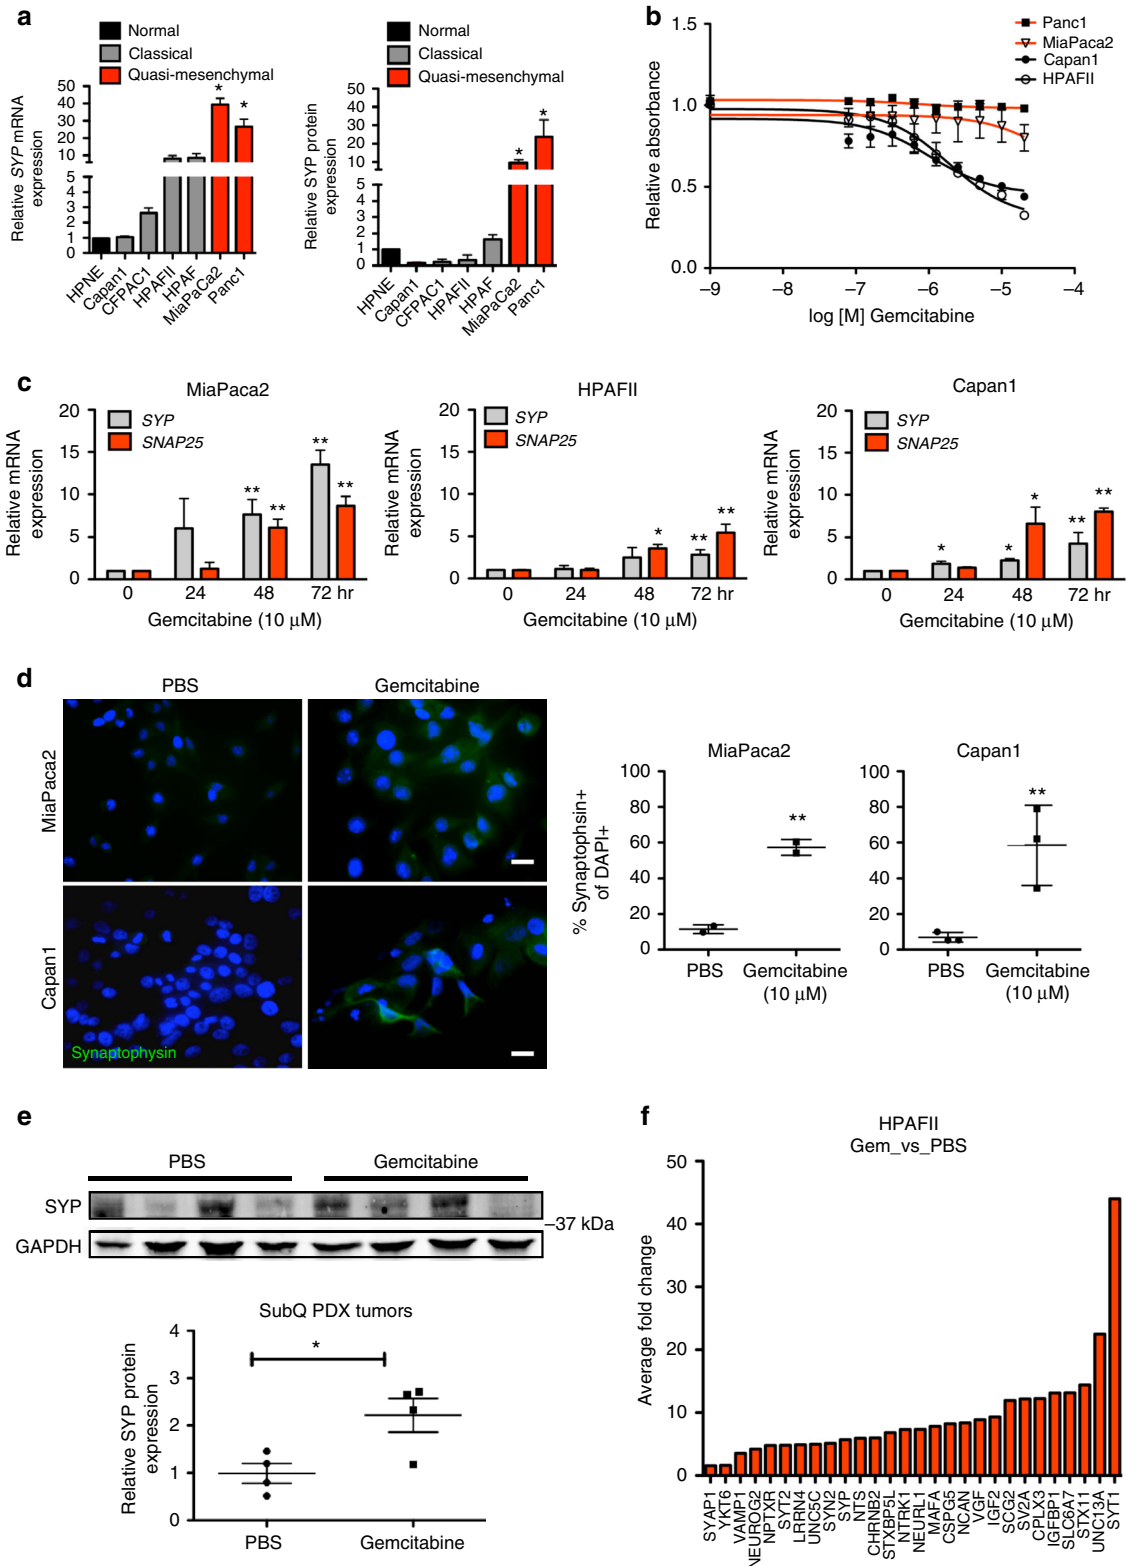 a
Normal
Classical
Quasi-mesenchymal
Relative SYP mRNA
expression
50
40
30
20
10
5
4
3
2
1
0
*
*
HPNE
Capan1
CFPAC1
HPAFII
HPAF
MiaPaCa2
Panc1
Normal
Classical
Quasi-mesenchymal
Relative SYP protein
expression
50
40
30
20
10
5
4
3
2
1
0
*
*
HPNE
Capan1
CFPAC1
HPAFII
HPAF
MiaPaCa2
Panc1
b
Panc1
MiaPaca2
Capan1
HPAFII
Relative absorbance
1.5
1.0
0.5
0.0
–9
–8
–7
–6
–5
–4
log [M] Gemcitabine
c
MiaPaca2
SYP
SNAP25
Relative mRNA
expression
20
15
10
5
0
** **
** **
0 24 48 72 hr
Gemcitabine (10 µM)
HPAFII
SYP
SNAP25
Relative mRNA
expression
20
15
10
5
0
*
** **
0 24 48 72 hr
Gemcitabine (10 µM)
Capan1
SYP
SNAP25
Relative mRNA
expression
20
15
10
5
0
*
* *
** **
0 24 48 72 hr
Gemcitabine (10 µM)
d
PBS
Gemcitabine
MiaPaca2
Capan1
Synaptophysin
% Synaptophsin+
of DAPI+
MiaPaca2
100
80
60
40
20
0
**
PBS
Gemcitabine
(10 µM)
Capan1
100
80
60
40
20
0
**
PBS
Gemcitabine
(10 µM)
e
PBS
Gemcitabine
SYP
–37 kDa
GAPDH
SubQ PDX tumors
Relative SYP protein
expression
4
3
2
1
0
*
PBS
Gemcitabine
f
HPAFII
Gem_vs_PBS
Average fold change
50
40
30
20
10
0
SYAP1
YKT6
VAMP1
NEUROG2
NPTXR
SYT2
LRRN4
UNC5C
SYN2
SYP
NTS
CHRNB2
STXBP5L
NTRK1
NEURL1
MAFA
CSPG5
NCAN
VGF
IGF2
SCG2
SV2A
CPLX3
IGFBP1
SLC6A7
STX11
UNC13A
SYT1